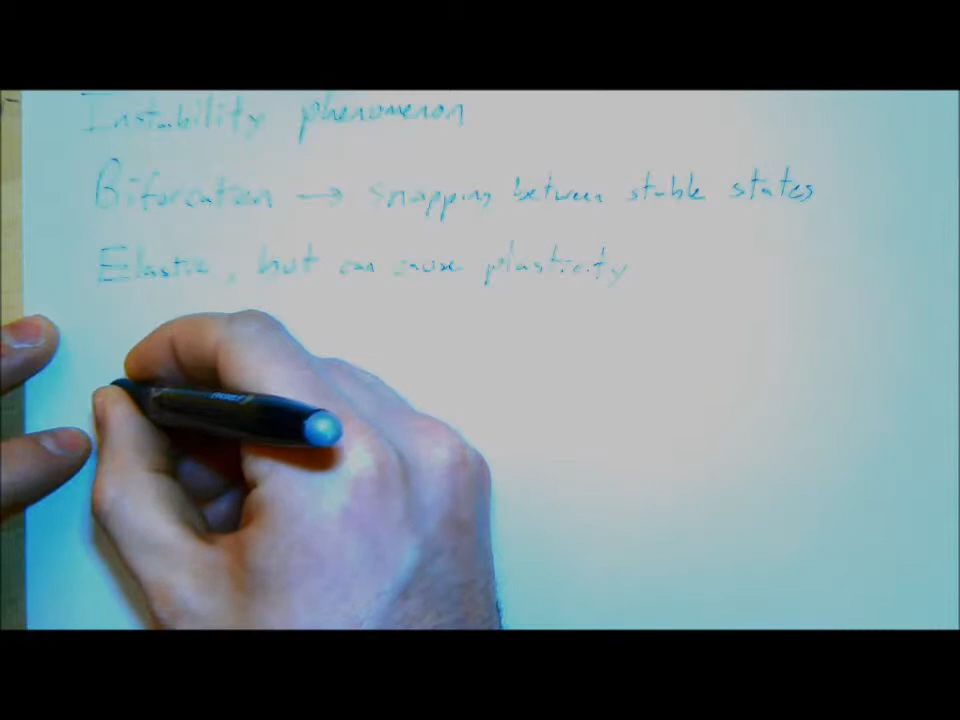 Instability phenomenon
Bifurcation → snapping between stable states
Elastic, but can cause plasticity